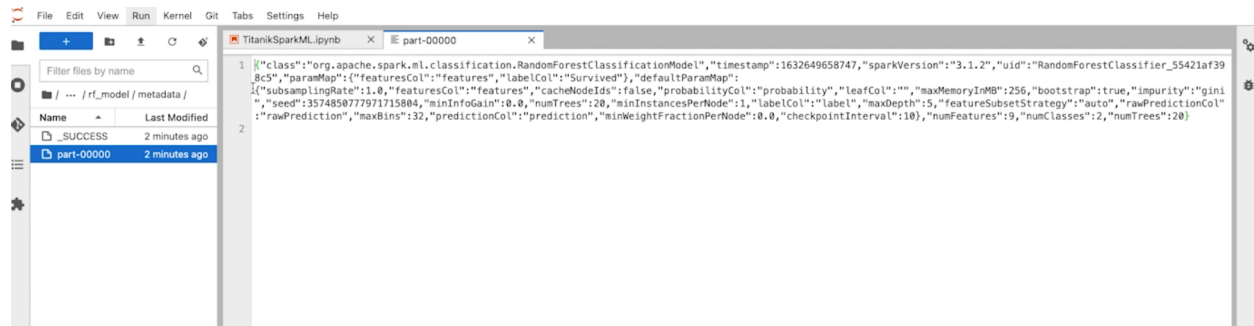 File Edit View Run Kernel Git Tabs Settings Help
TitanikSparkML.ipynb
part-00000
Filter files by name
/ ... / rf_model / metadata /
Name Last Modified
_SUCCESS 2 minutes ago
part-00000 2 minutes ago
1 {"class":"org.apache.spark.ml.classification.RandomForestClassificationModel","timestamp":1632649658747,"sparkVersion":"3.1.2","uid":"RandomForestClassifier_55421af39
8c5","paramMap":{"featuresCol":"features","labelCol":"Survived"},"defaultParamMap":
{"subsamplingRate":1.0,"featuresCol":"features","cacheNodeIds":false,"probabilityCol":"probability","leafCol":"","maxMemoryInMB":256,"bootstrap":true,"impurity":"gini
","seed":3574850777971715804,"minInfoGain":0.0,"numTrees":20,"minInstancesPerNode":1,"labelCol":"label","maxDepth":5,"featureSubsetStrategy":"auto","rawPredictionCol"
:"rawPrediction","maxBins":32,"predictionCol":"prediction","minWeightFractionPerNode":0.0,"checkpointInterval":10},"numFeatures":9,"numClasses":2,"numTrees":20}
2